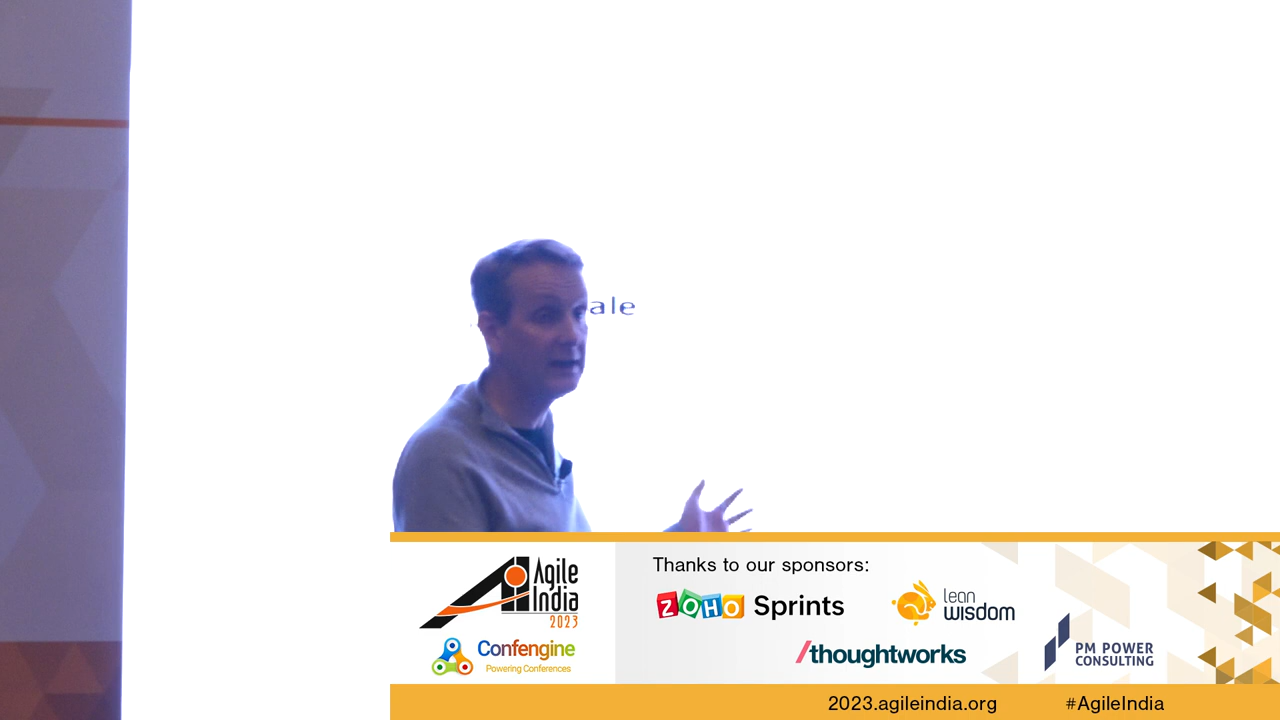 ale
Agile
India
2023
Confengine
Powering Conferences
Thanks to our sponsors:
ZOHO Sprints
lean
wisdom
/thoughtworks
PM POWER
CONSULTING
2023.agileindia.org
#AgileIndia